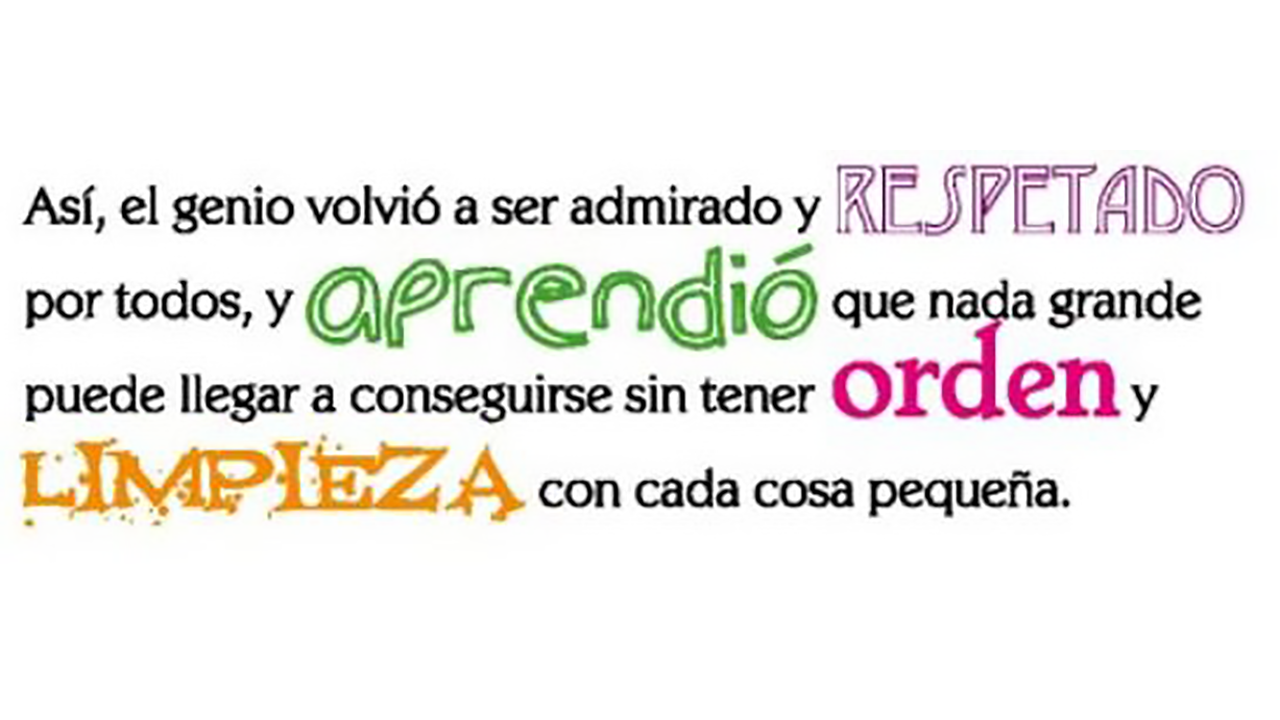 Así, el genio volvió a ser admirado y RESPETADO
por todos, y aprendió que nada grande
puede llegar a conseguirse sin tener orden y
LIMPIEZA con cada cosa pequeña.